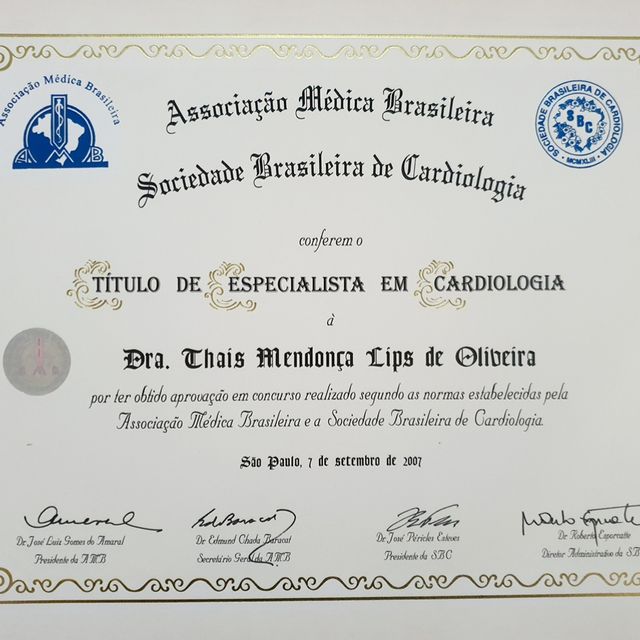 Associação Médica Brasileira
AMB
SOCIEDADE BRASILEIRA DE CARDIOLOGIA
SBC
MCMXLIII
Associação Médica Brasileira
Sociedade Brasileira de Cardiologia
conferem o
TÍTULO DE ESPECIALISTA EM CARDIOLOGIA
à
Dra. Thais Mendonça Lips de Oliveira
por ter obtido aprovação em concurso realizado segundo as normas estabelecidas pela
Associação Médica Brasileira e a Sociedade Brasileira de Cardiologia.
São Paulo, 7 de setembro de 2007
Dr. José Luiz Gomes do Amaral
Presidente da AMB
Dr. Edmund Chada Baracat
Secretário Geral da AMB
Dr. José Péricles Esteves
Presidente da SBC
Dr. Roberto Esporcatte
Diretor Administrativo da SB